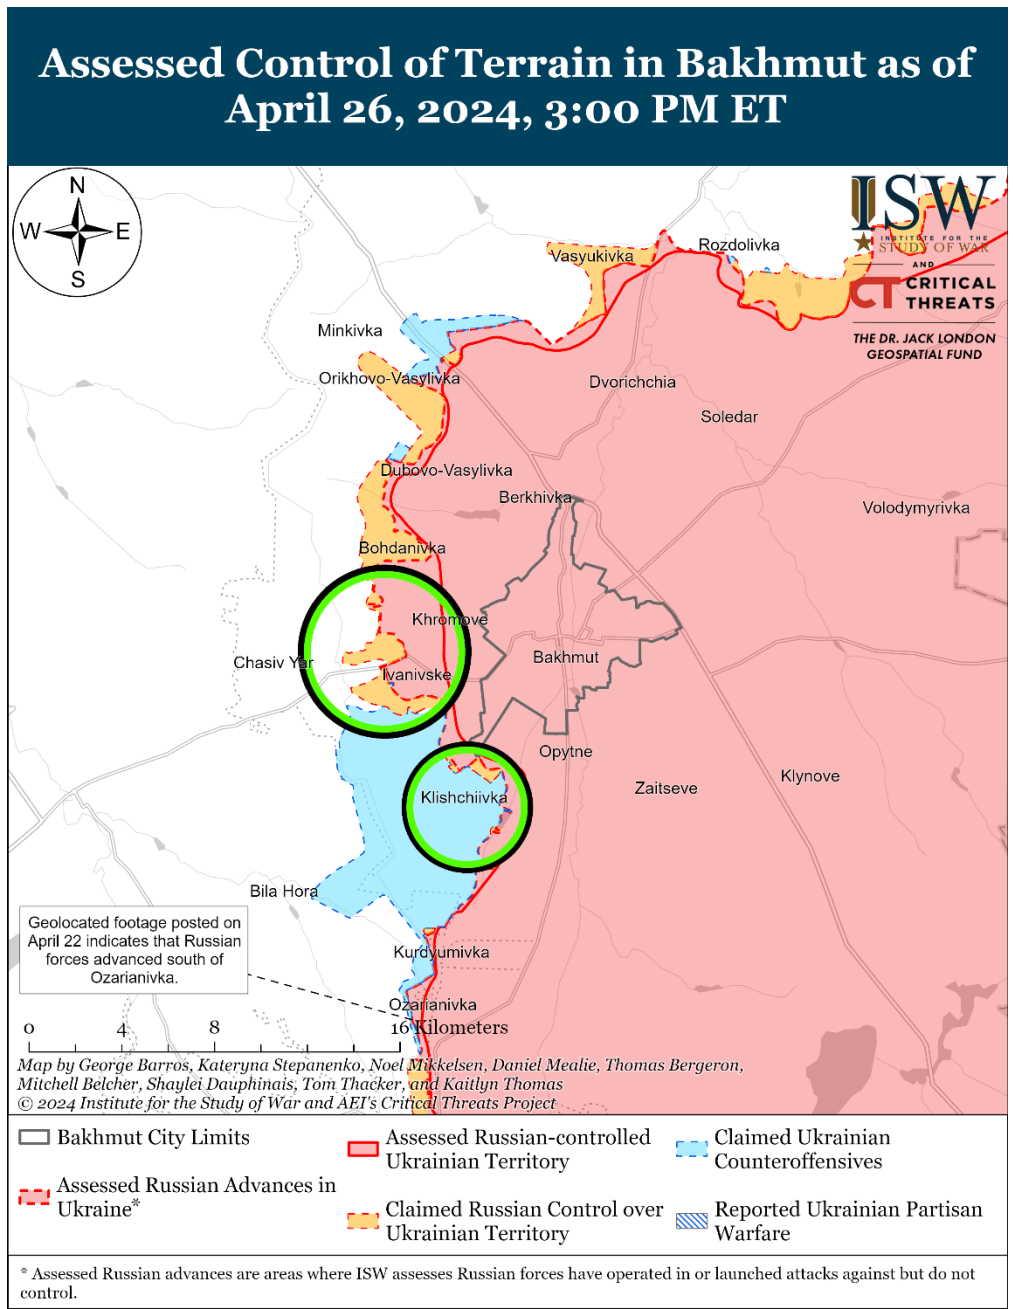 Assessed Control of Terrain in Bakhmut as of
April 26, 2024, 3:00 PM ET
N
W E
S
ISW
INSTITUTE FOR THE
STUDY OF WAR
AND
CT CRITICAL
THREATS
THE DR. JACK LONDON
GEOSPATIAL FUND
Rozdolivka
Vasyukivka
Minkivka
Orikhovo-Vasylivka
Dvorichchia
Soledar
Dubovo-Vasylivka
Berkhivka
Volodymyrivka
Bohdanivka
Khromove
Chasiv Yar
Ivanivske
Bakhmut
Opytne
Klishchiivka
Zaitseve
Klynove
Bila Hora
Geolocated footage posted on
April 22 indicates that Russian
forces advanced south of
Ozarianivka.
Kurdyumivka
Ozarianivka
0 4 8 16 Kilometers
Map by George Barros, Kateryna Stepanenko, Noel Mikkelsen, Daniel Mealie, Thomas Bergeron,
Mitchell Belcher, Shaylei Dauphinais, Tom Thacker, and Kaitlyn Thomas
© 2024 Institute for the Study of War and AEI's Critical Threats Project
Bakhmut City Limits
Assessed Russian Advances in
Ukraine*
Assessed Russian-controlled
Ukrainian Territory
Claimed Russian Control over
Ukrainian Territory
Claimed Ukrainian
Counteroffensives
Reported Ukrainian Partisan
Warfare
* Assessed Russian advances are areas where ISW assesses Russian forces have operated in or launched attacks against but do not
control.